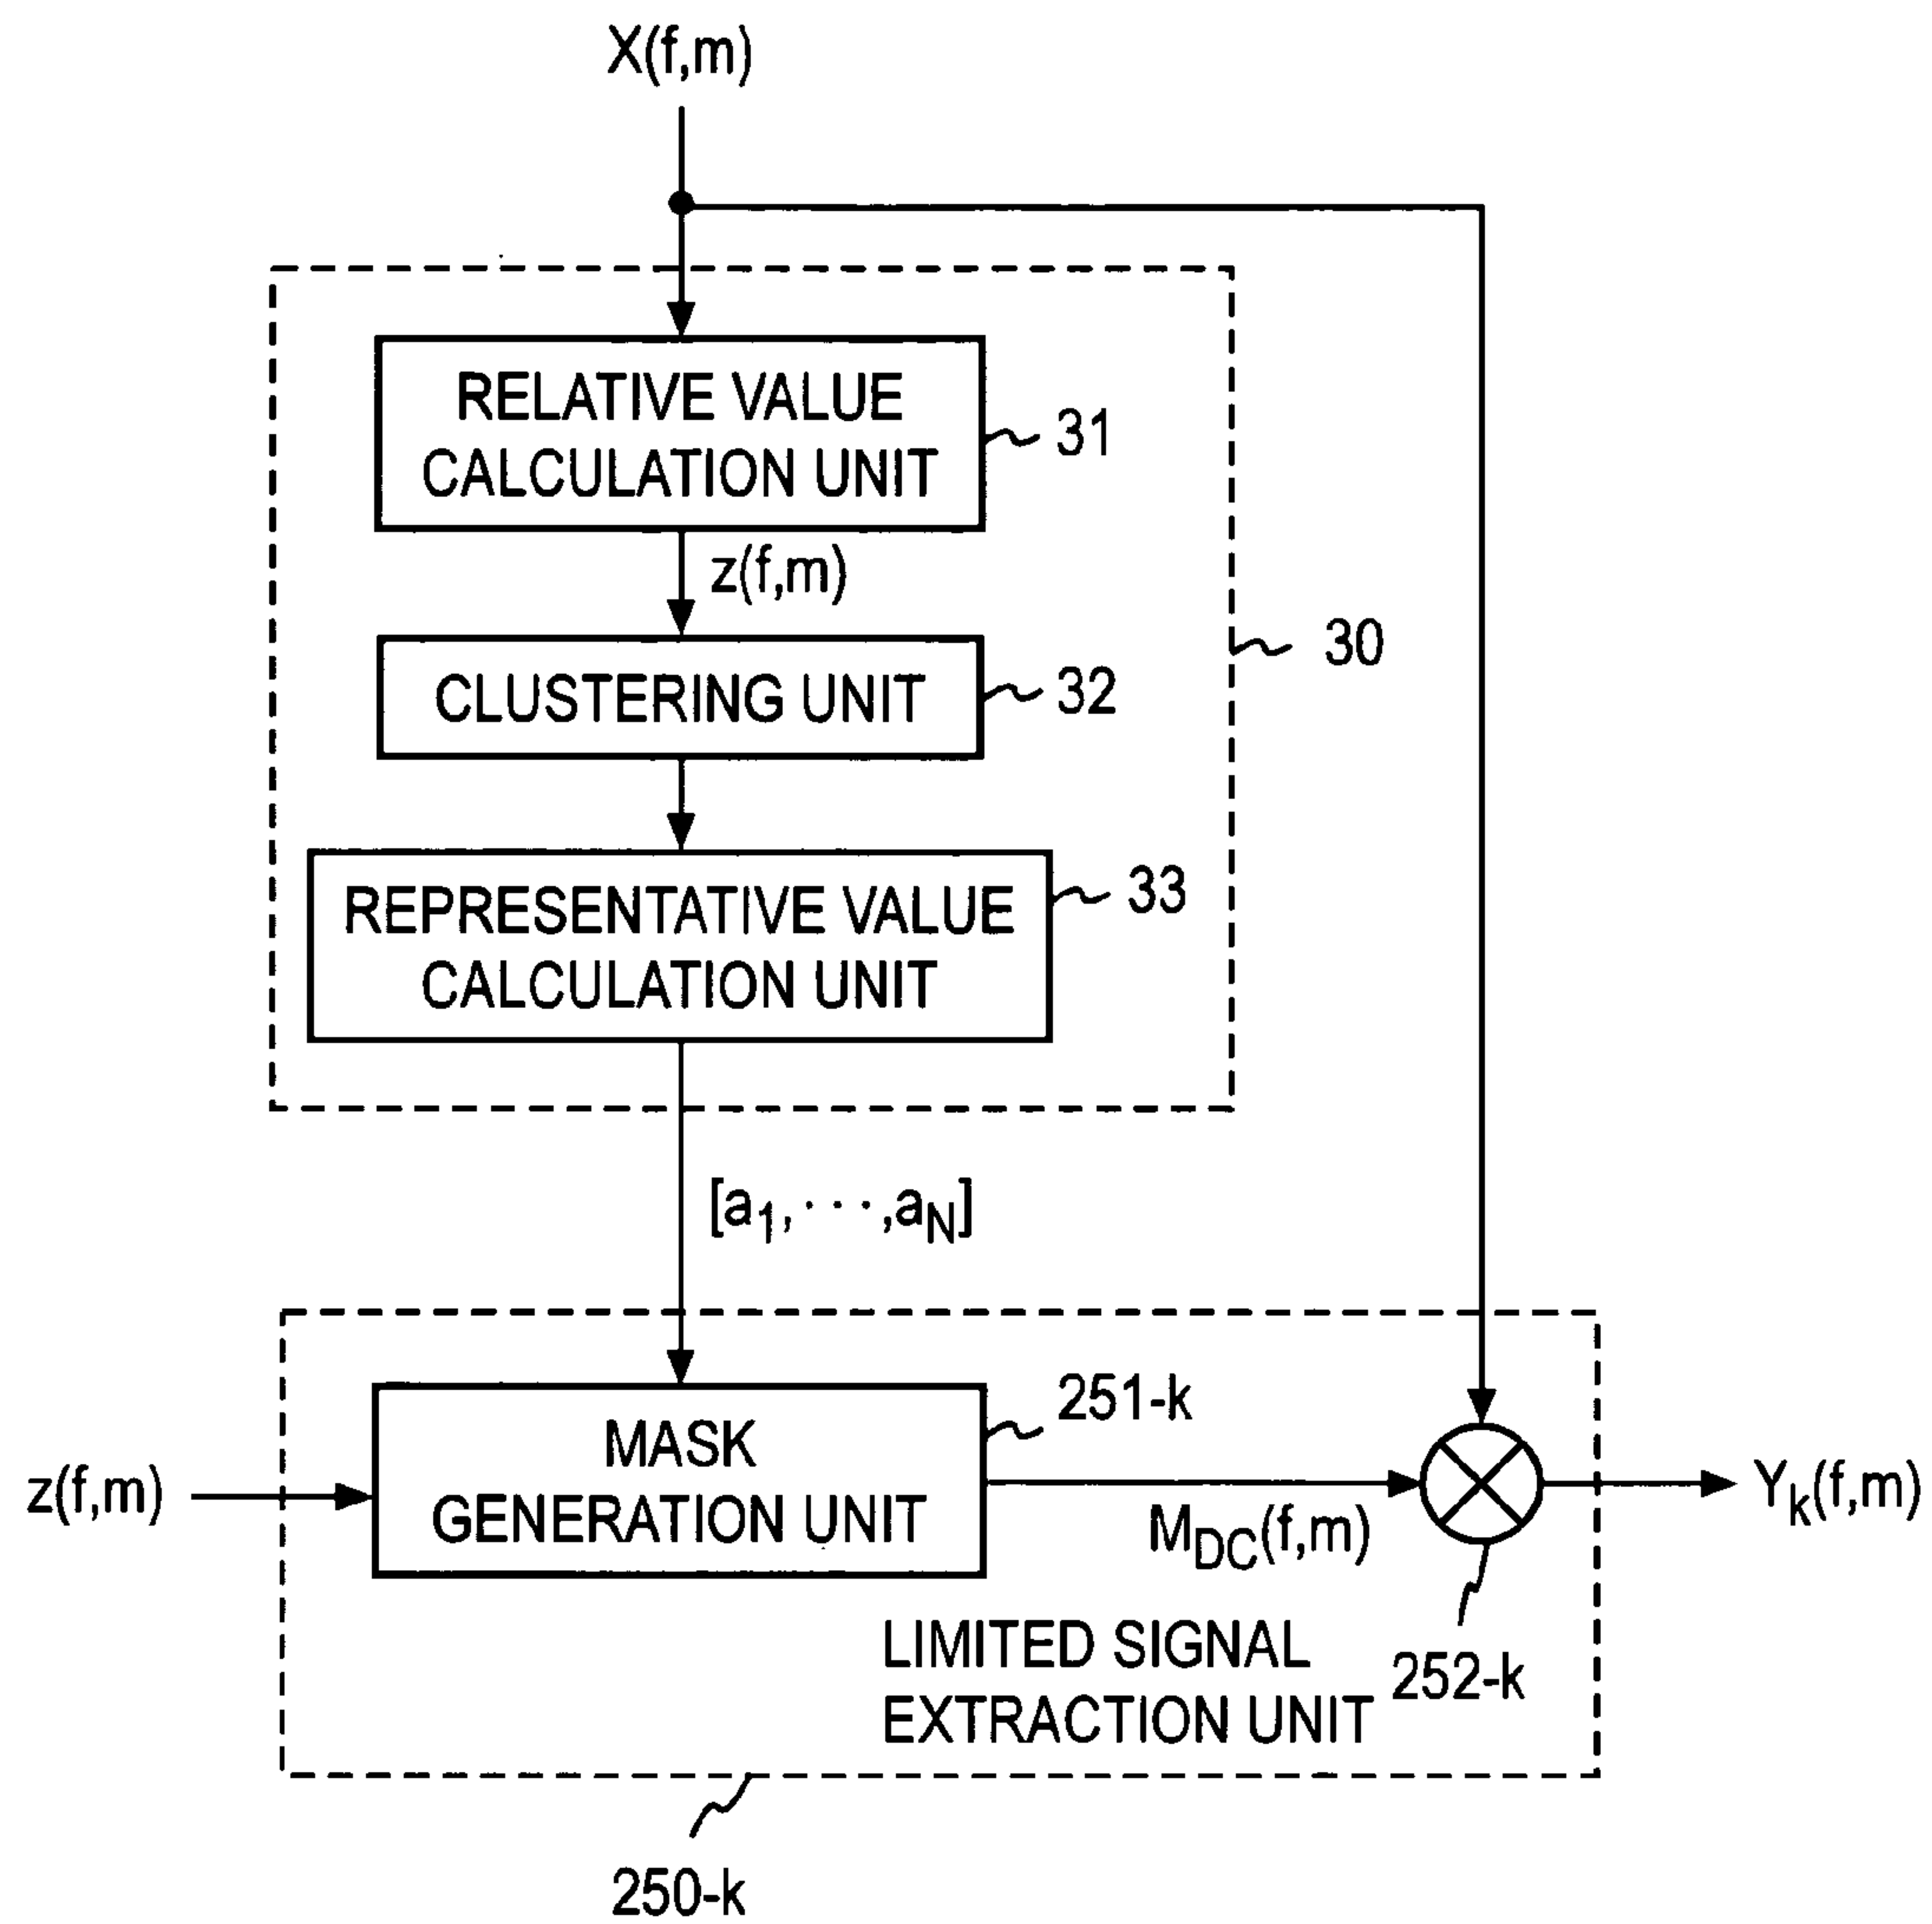 X(f,m)
RELATIVE VALUE
CALCULATION UNIT
31
z(f,m)
30
CLUSTERING UNIT
32
REPRESENTATIVE VALUE
CALCULATION UNIT
33
[a1,···,aN]
251-k
MASK
GENERATION UNIT
z(f,m)
MDC(f,m)
Yk(f,m)
LIMITED SIGNAL
EXTRACTION UNIT
252-k
250-k